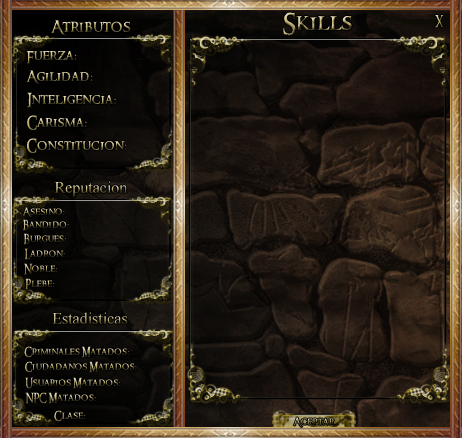 Atributos
Fuerza:
Agilidad:
Inteligencia:
Carisma:
Constitucion:
Reputacion
Asesino:
Bandido:
Burgues:
Ladron:
Noble:
Plebe:
Estadisticas
Criminales Matados:
Ciudadanos Matados:
Usuarios Matados:
NPC Matados:
Clase:
Skills
X
Aceptar